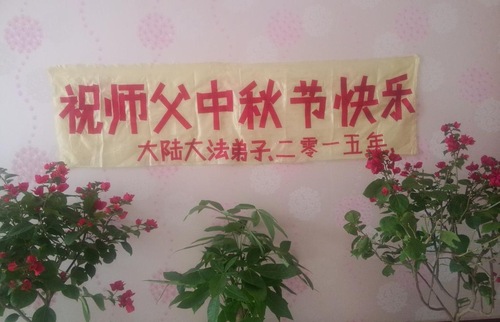 祝师父中秋节快乐
大陆大法弟子、二零一五年、